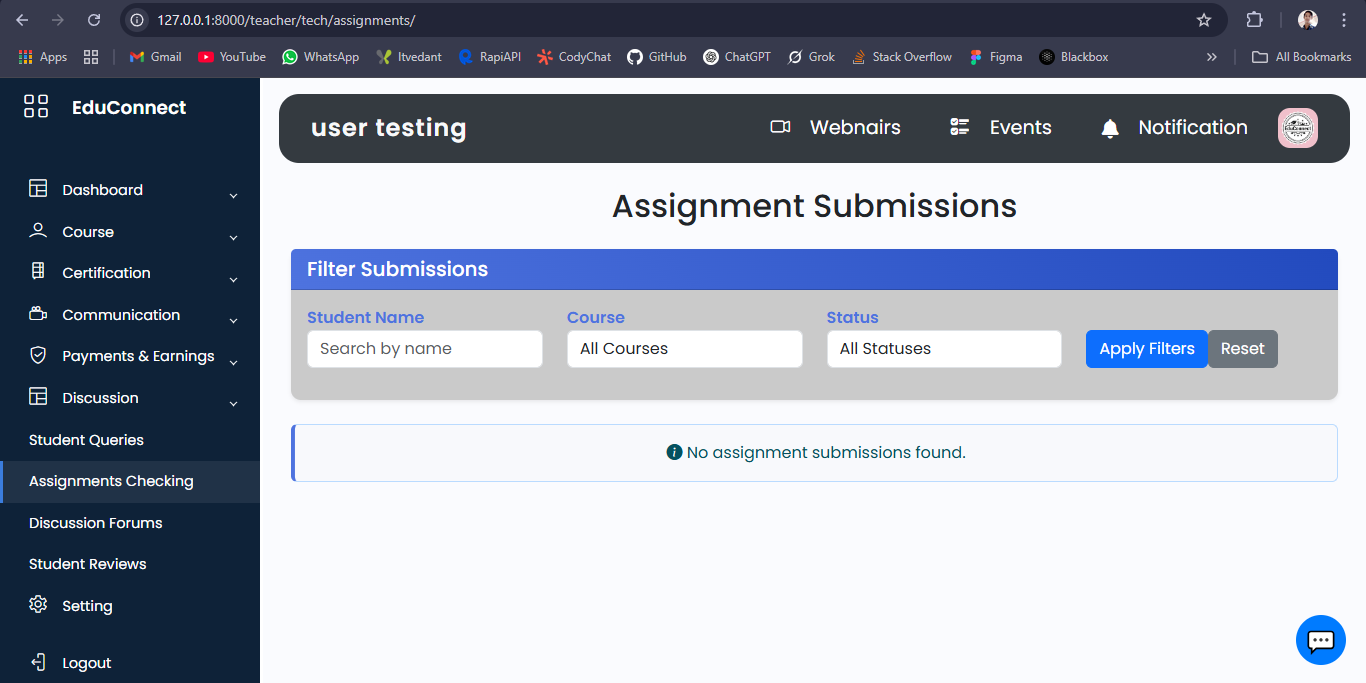 127.0.0.1:8000/teacher/tech/assignments/
Apps Gmail YouTube WhatsApp Itvedant RapiAPI CodyChat GitHub ChatGPT Grok Stack Overflow Figma Blackbox » All Bookmarks
EduConnect
Dashboard
Course
Certification
Communication
Payments & Earnings
Discussion
Student Queries
Assignments Checking
Discussion Forums
Student Reviews
Setting
Logout
user testing Webnairs Events Notification
Assignment Submissions
Filter Submissions
Student Name Course Status
Search by name All Courses All Statuses Apply Filters Reset
No assignment submissions found.